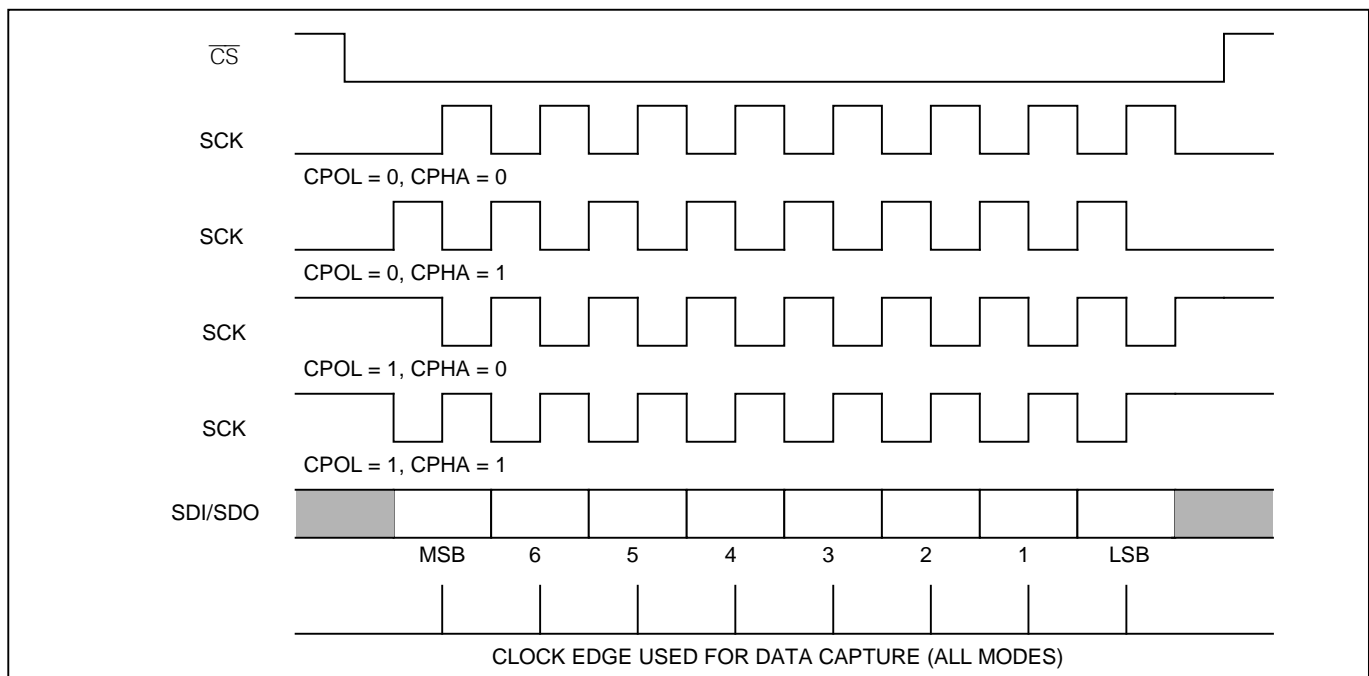 C̅S̅
SCK
CPOL = 0, CPHA = 0
SCK
CPOL = 0, CPHA = 1
SCK
CPOL = 1, CPHA = 0
SCK
CPOL = 1, CPHA = 1
SDI/SDO
MSB 6 5 4 3 2 1 LSB
CLOCK EDGE USED FOR DATA CAPTURE (ALL MODES)